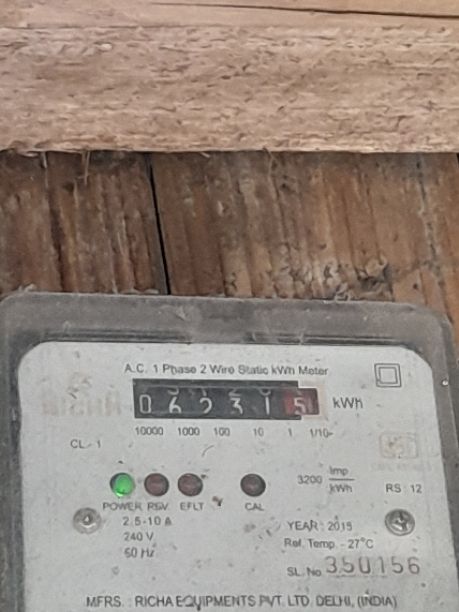 A.C. 1 Phase 2 Wire Static kWh Meter
0 6 2 3 1 5 kWh
10000 1000 100 10 1 1/10
CL-1
3200 Imp/kWh
RS : 12
POWER REV EFLT CAL
2.5-10 A
240 V
50 Hz
YEAR : 2015
Ref. Temp. - 27°C
SL. No. 350156
MFRS. : RICHA EQUIPMENTS PVT. LTD. DELHI, (INDIA)